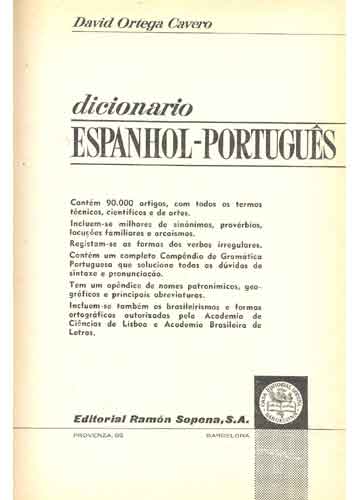 David Ortega Cavero
dicionario
ESPANHOL-PORTUGUÊS
Contém 90.000 artigos, com todos os termos
técnicos, científicos e de artes.
Incluem-se milhares de sinónimos, provérbios,
locuções familiares e arcaísmos.
Registam-se as formas dos verbos irregulares.
Contém um completo Compêndio de Gramática
Portuguesa que soluciona todas as dúvidas de
sintaxe e pronunciação.
Tem um apêndice de nomes patronímicos, geo-
gráficos e principais abreviaturas.
Incluem-se também os brasileirismos e formas
ortográficas autorizadas pela Academia de
Ciências de Lisboa e Academia Brasileira de
Letras.
Editorial Ramón Sopena, S.A.
PROVENZA, 95
BARCELONA